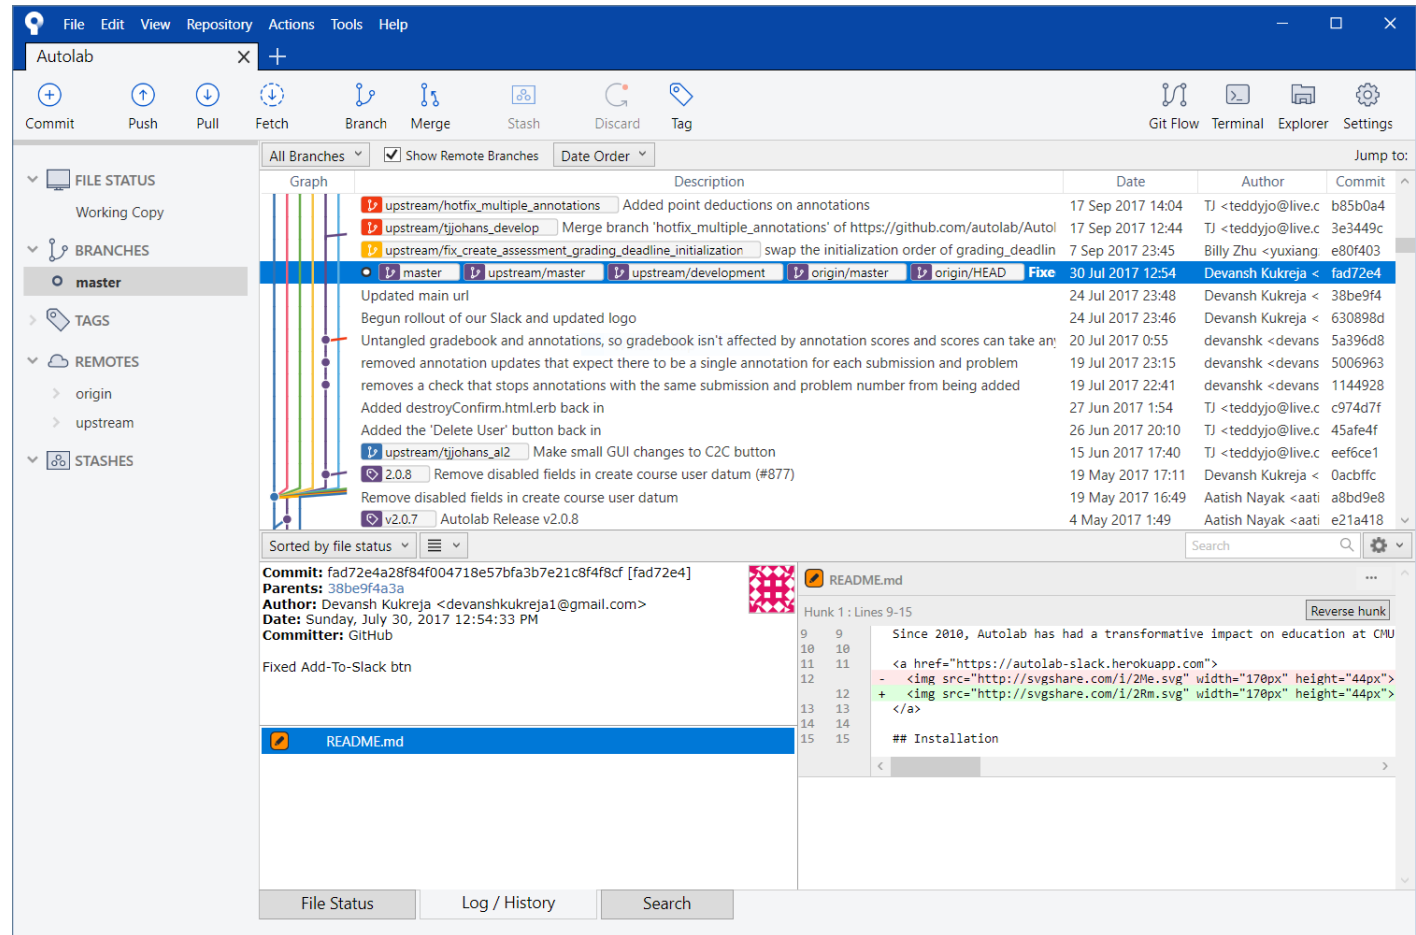 File Edit View Repository Actions Tools Help
Autolab
Commit Push Pull Fetch Branch Merge Stash Discard Tag Git Flow Terminal Explorer Settings
All Branches Show Remote Branches Date Order Jump to:
FILE STATUS
Working Copy
BRANCHES
master
TAGS
REMOTES
origin
upstream
STASHES
Graph Description Date Author Commit
upstream/hotfix_multiple_annotations Added point deductions on annotations 17 Sep 2017 14:04 TJ <teddyjo@live.c b85b0a4
upstream/tjjohans_develop Merge branch 'hotfix_multiple_annotations' of https://github.com/autolab/Autol 17 Sep 2017 12:44 TJ <teddyjo@live.c 3e3449c
upstream/fix_create_assessment_grading_deadline_initialization swap the initialization order of grading_deadlin 7 Sep 2017 23:45 Billy Zhu <yuxiang. e80f403
master upstream/master upstream/development origin/master origin/HEAD Fixe 30 Jul 2017 12:54 Devansh Kukreja < fad72e4
Updated main url 24 Jul 2017 23:48 Devansh Kukreja < 38be9f4
Begun rollout of our Slack and updated logo 24 Jul 2017 23:46 Devansh Kukreja < 630898d
Untangled gradebook and annotations, so gradebook isn't affected by annotation scores and scores can take any 20 Jul 2017 0:55 devanshk <devans 5a396d8
removed annotation updates that expect there to be a single annotation for each submission and problem 19 Jul 2017 23:15 devanshk <devans 5006963
removes a check that stops annotations with the same submission and problem number from being added 19 Jul 2017 22:41 devanshk <devans 1144928
Added destroyConfirm.html.erb back in 27 Jun 2017 1:54 TJ <teddyjo@live.c c974d7f
Added the 'Delete User' button back in 26 Jun 2017 20:10 TJ <teddyjo@live.c 45afe4f
upstream/tjjohans_al2 Make small GUI changes to C2C button 15 Jun 2017 17:40 TJ <teddyjo@live.c eef6ce1
2.0.8 Remove disabled fields in create course user datum (#877) 19 May 2017 17:11 Devansh Kukreja < 0acbffc
Remove disabled fields in create course user datum 19 May 2017 16:49 Aatish Nayak <aati a8bd9e8
v2.0.7 Autolab Release v2.0.8 4 May 2017 1:49 Aatish Nayak <aati e21a418
Sorted by file status Search
Commit: fad72e4a28f84f004718e57bfa3b7e21c8f4f8cf [fad72e4]
Parents: 38be9f4a3a
Author: Devansh Kukreja <devanshkukreja1@gmail.com>
Date: Sunday, July 30, 2017 12:54:33 PM
Committer: GitHub
Fixed Add-To-Slack btn
README.md
README.md ...
Hunk 1 : Lines 9-15 Reverse hunk
9 9 Since 2010, Autolab has had a transformative impact on education at CMU
10 10
11 11 <a href="https://autolab-slack.herokuapp.com">
12 - <img src="http://svgshare.com/i/2Me.svg" width="170px" height="44px">
12 + <img src="http://svgshare.com/i/2Rm.svg" width="170px" height="44px">
13 13 </a>
14 14
15 15 ## Installation
File Status Log / History Search